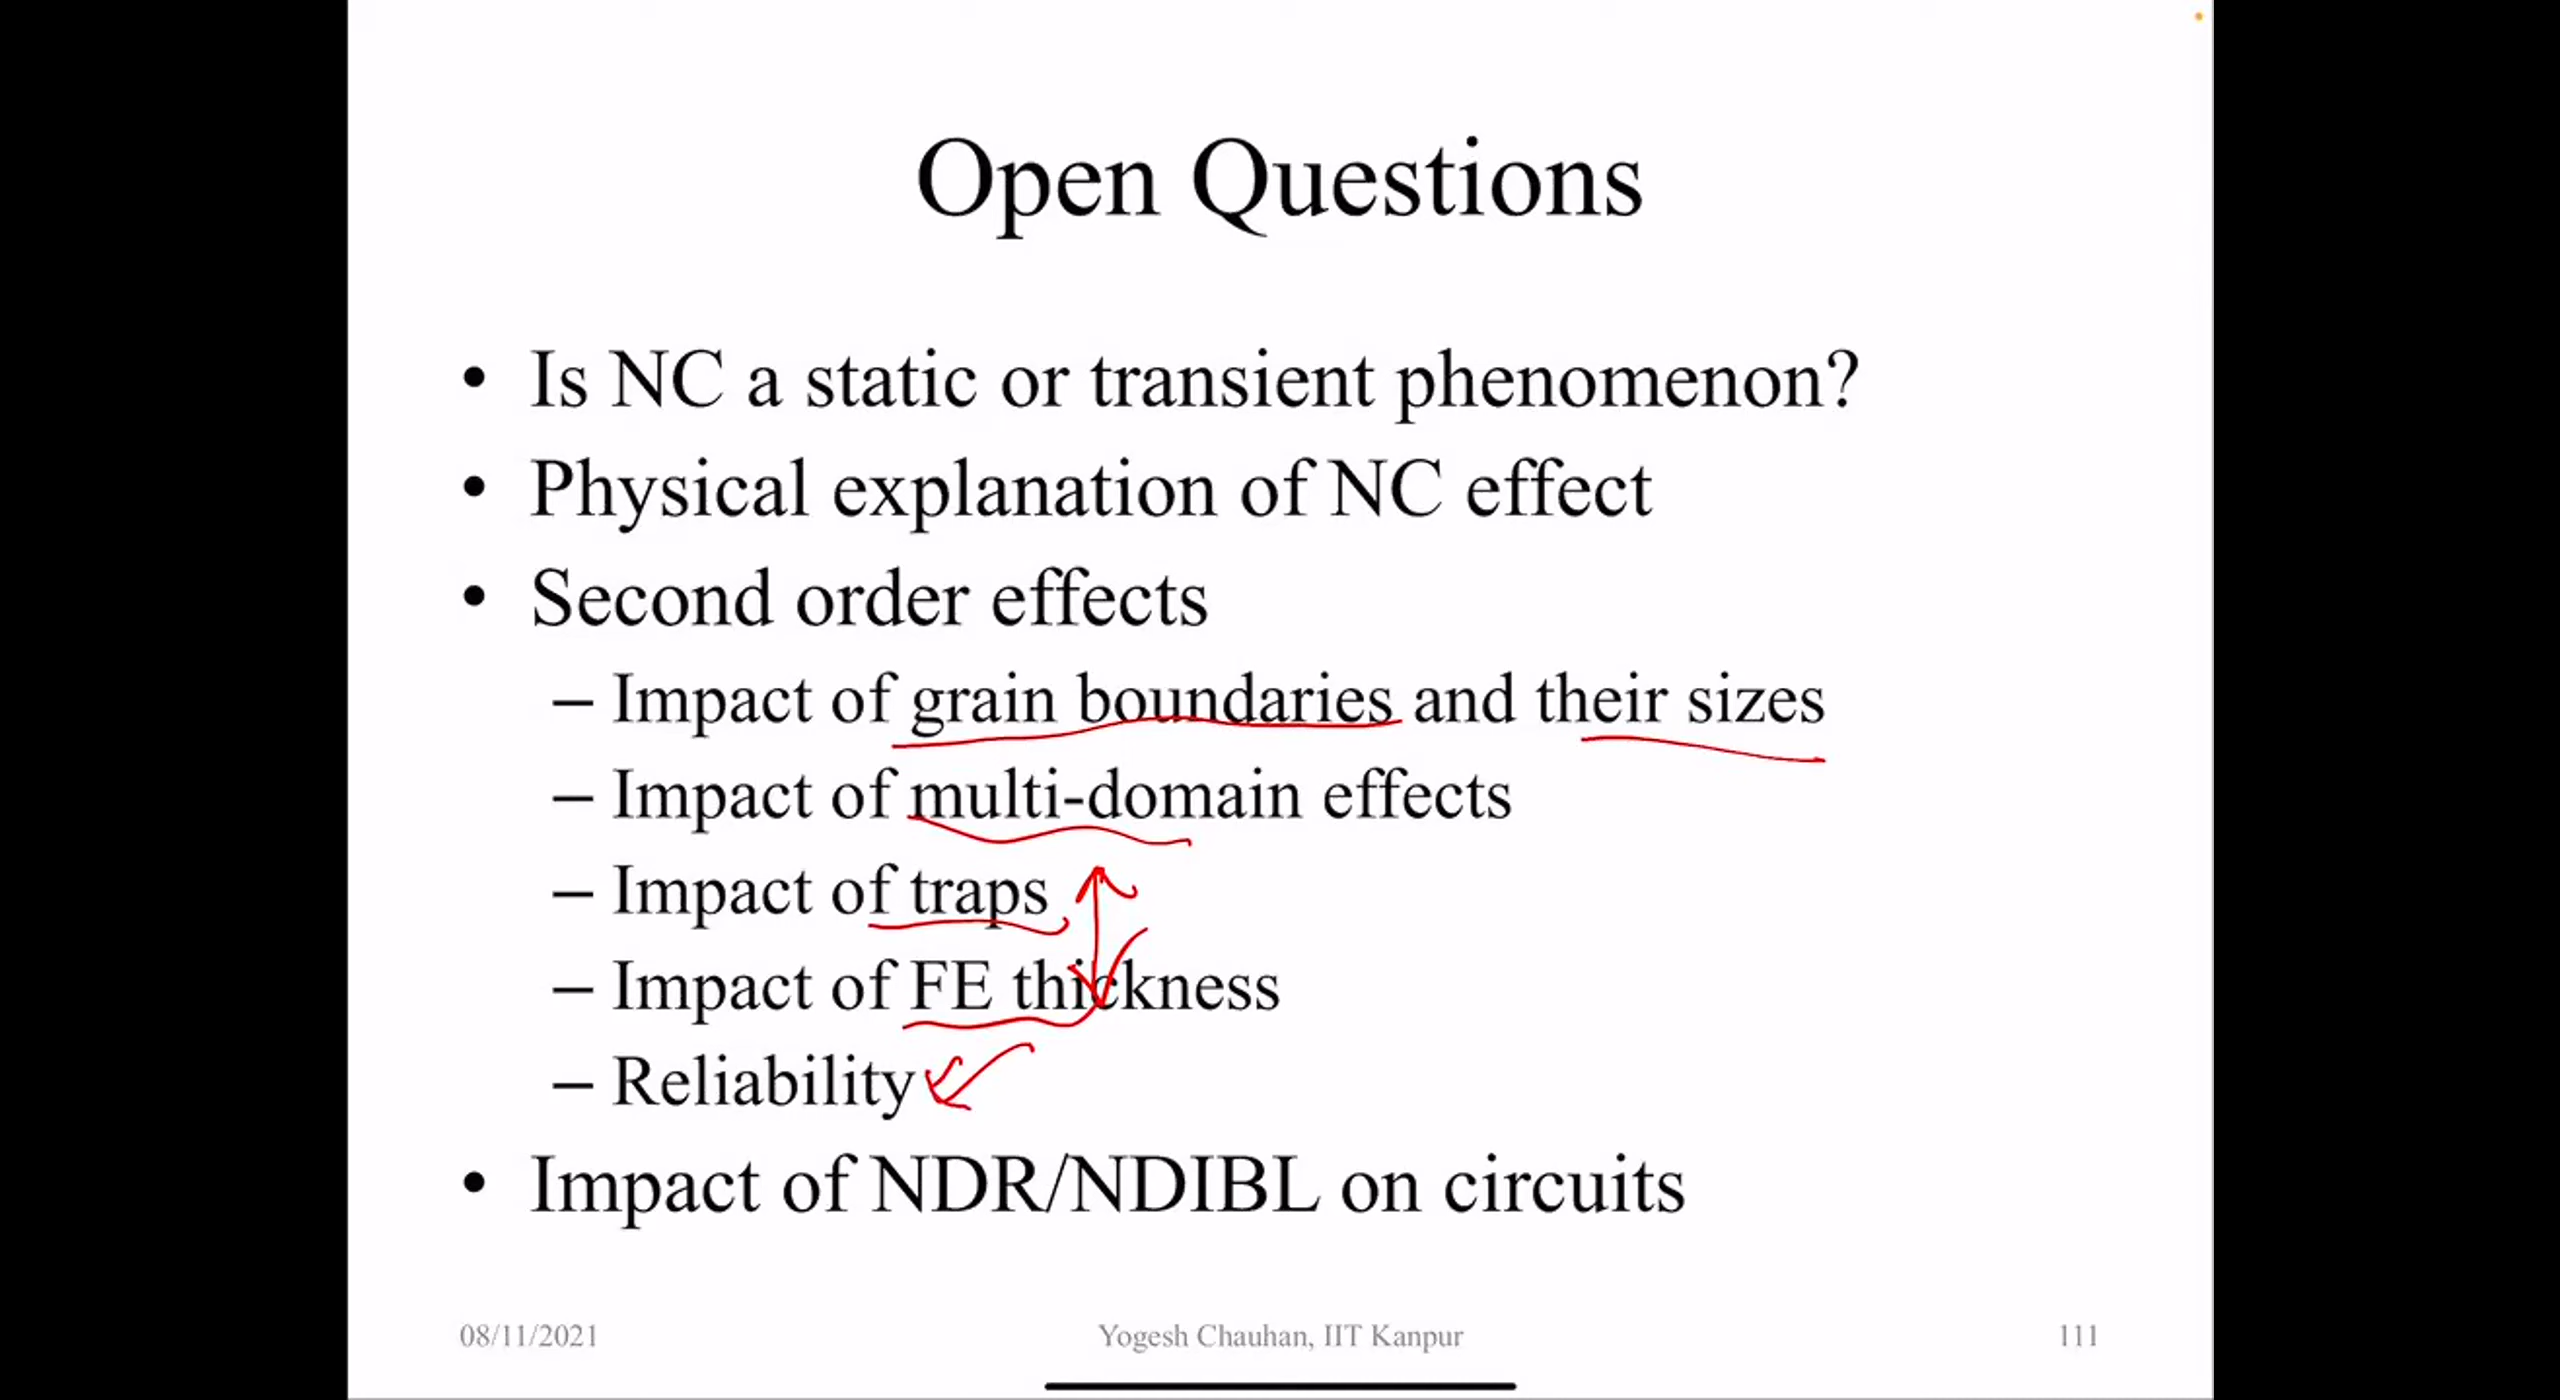 Open Questions
• Is NC a static or transient phenomenon?
• Physical explanation of NC effect
• Second order effects
– Impact of grain boundaries and their sizes
– Impact of multi-domain effects
– Impact of traps
– Impact of FE thickness
– Reliability
• Impact of NDR/NDIBL on circuits
08/11/2021
Yogesh Chauhan, IIT Kanpur
111